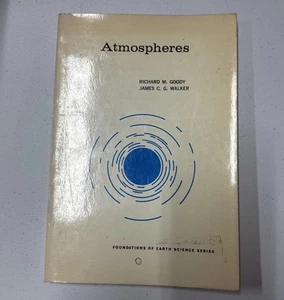 Atmospheres
RICHARD M. GOODY
JAMES C. G. WALKER
FOUNDATIONS OF EARTH SCIENCE SERIES